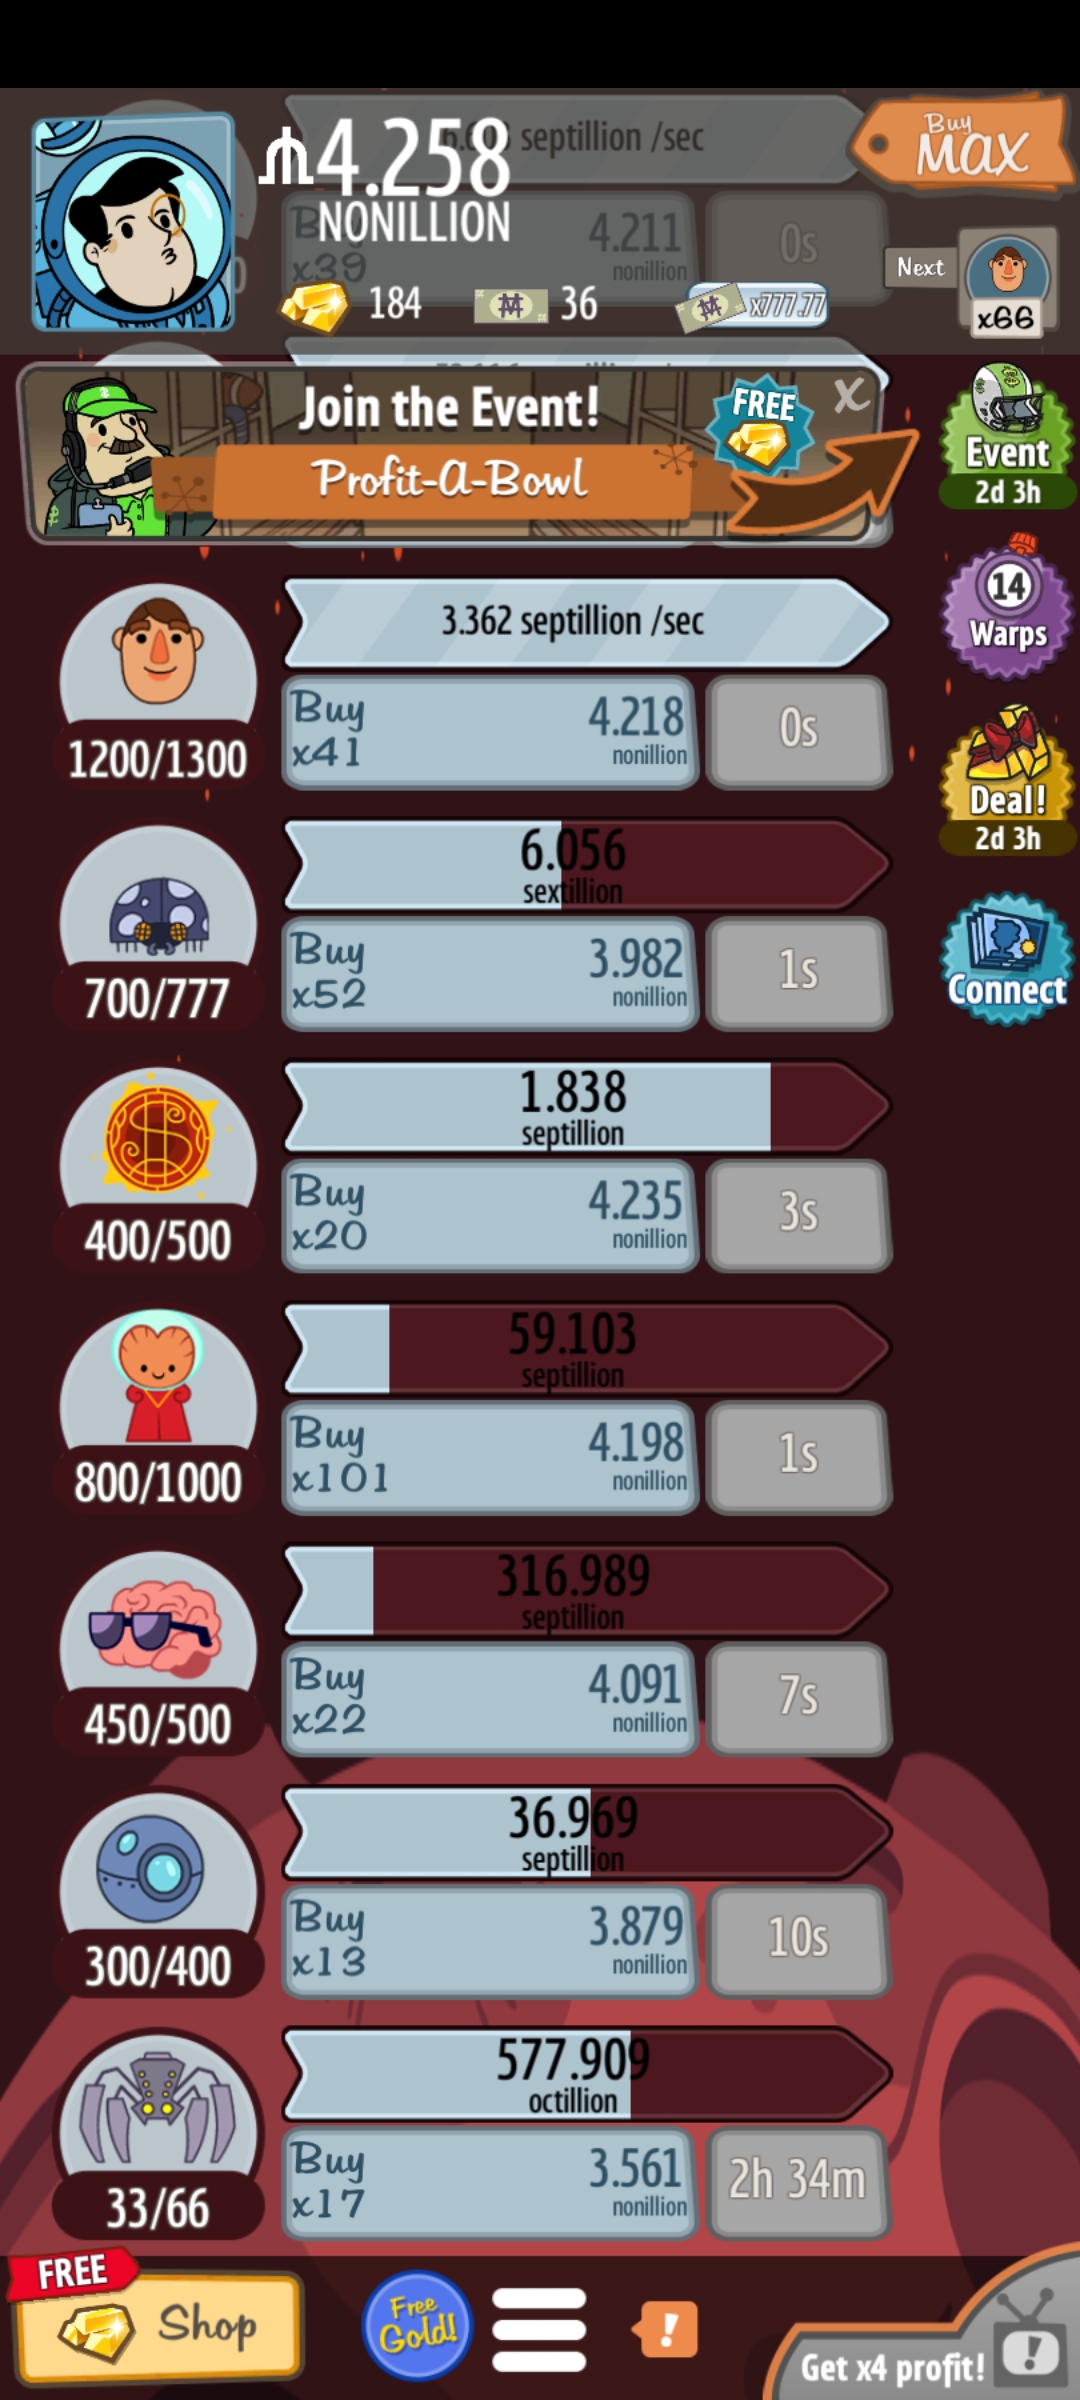 septillion /sec
4.258
NONILLION
Buy
MAX
Buy
x39
4.211
nonillion
0s
Next
x66
184
36
x777.77
Join the Event!
Profit-A-Bowl
FREE
X
Event
2d 3h
14
Warps
Deal!
2d 3h
Connect
3.362 septillion /sec
1200/1300
Buy
x41
4.218
nonillion
0s
6.056
sextillion
700/777
Buy
x52
3.982
nonillion
1s
1.838
septillion
400/500
Buy
x20
4.235
nonillion
3s
59.103
septillion
800/1000
Buy
x101
4.198
nonillion
1s
316.989
septillion
450/500
Buy
x22
4.091
nonillion
7s
36.969
septillion
300/400
Buy
x13
3.879
nonillion
10s
577.909
octillion
33/66
Buy
x17
3.561
nonillion
2h 34m
FREE
Shop
Free
Gold!
!
Get x4 profit!
!